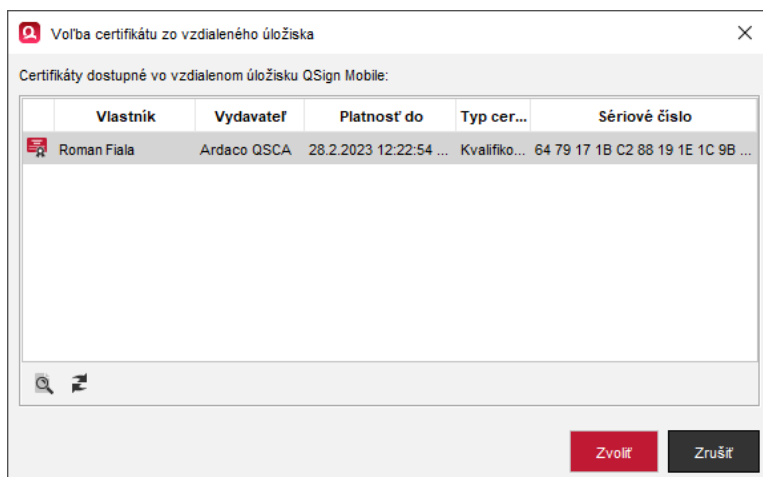 Voľba certifikátu zo vzdialeného úložiska
Certifikáty dostupné vo vzdialenom úložisku QSign Mobile:
Vlastník Vydavateľ Platnosť do Typ cer... Sériové číslo
Roman Fiala Ardaco QSCA 28.2.2023 12:22:54 ... Kvalifiko... 64 79 17 1B C2 88 19 1E 1C 9B ...
Zvoliť Zrušiť